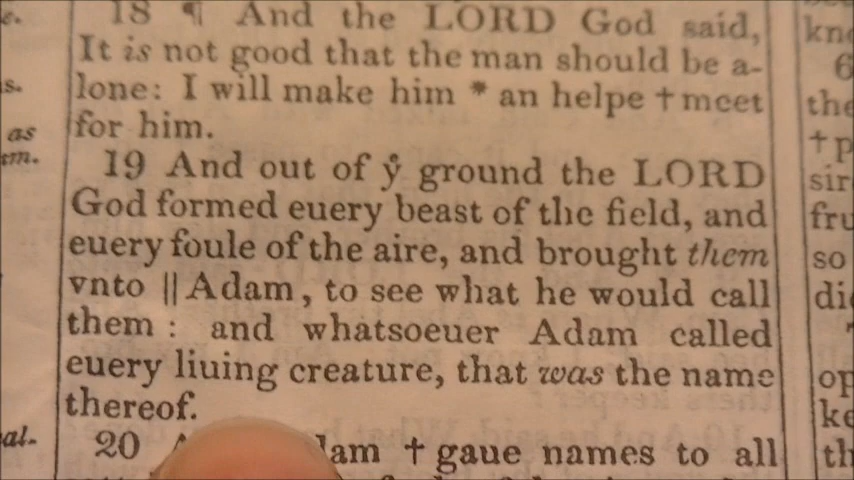 18 ¶ And the LORD God said,
It is not good that the man should be a-
lone: I will make him * an helpe † meet
for him.
19 And out of ẙ ground the LORD
God formed euery beast of the field, and
euery foule of the aire, and brought them
vnto || Adam, to see what he would call
them : and whatsoeuer Adam called
euery liuing creature, that was the name
thereof.
20 † gaue names to all
as